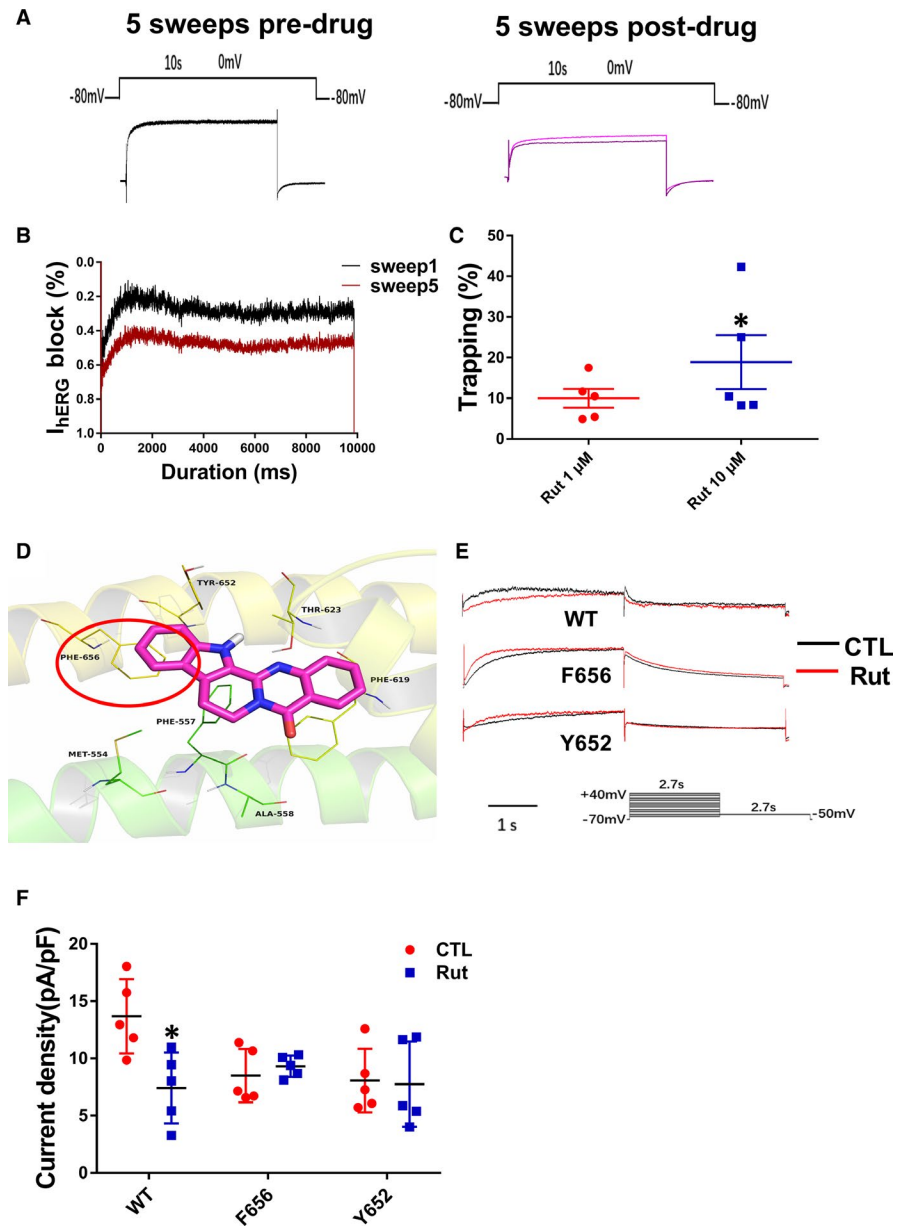 A
5 sweeps pre-drug
5 sweeps post-drug
10s 0mV
-80mV -80mV
10s 0mV
-80mV -80mV
B
I hERG block (%)
0.0
0.2
0.4
0.6
0.8
1.0
0 2000 4000 6000 8000 10000
Duration (ms)
sweep1
sweep5
C
Trapping (%)
50
40
30
20
10
0
*
Rut 1 μM
Rut 10 μM
D
TYR-652
THR-623
PHE-656
PHE-619
PHE-557
MET-554
ALA-558
E
WT
CTL
F656
Rut
Y652
1 s
+40mV
2.7s
-70mV
2.7s
-50mV
F
Current density(pA/pF)
20
15
10
5
0
*
CTL
Rut
WT
F656
Y652